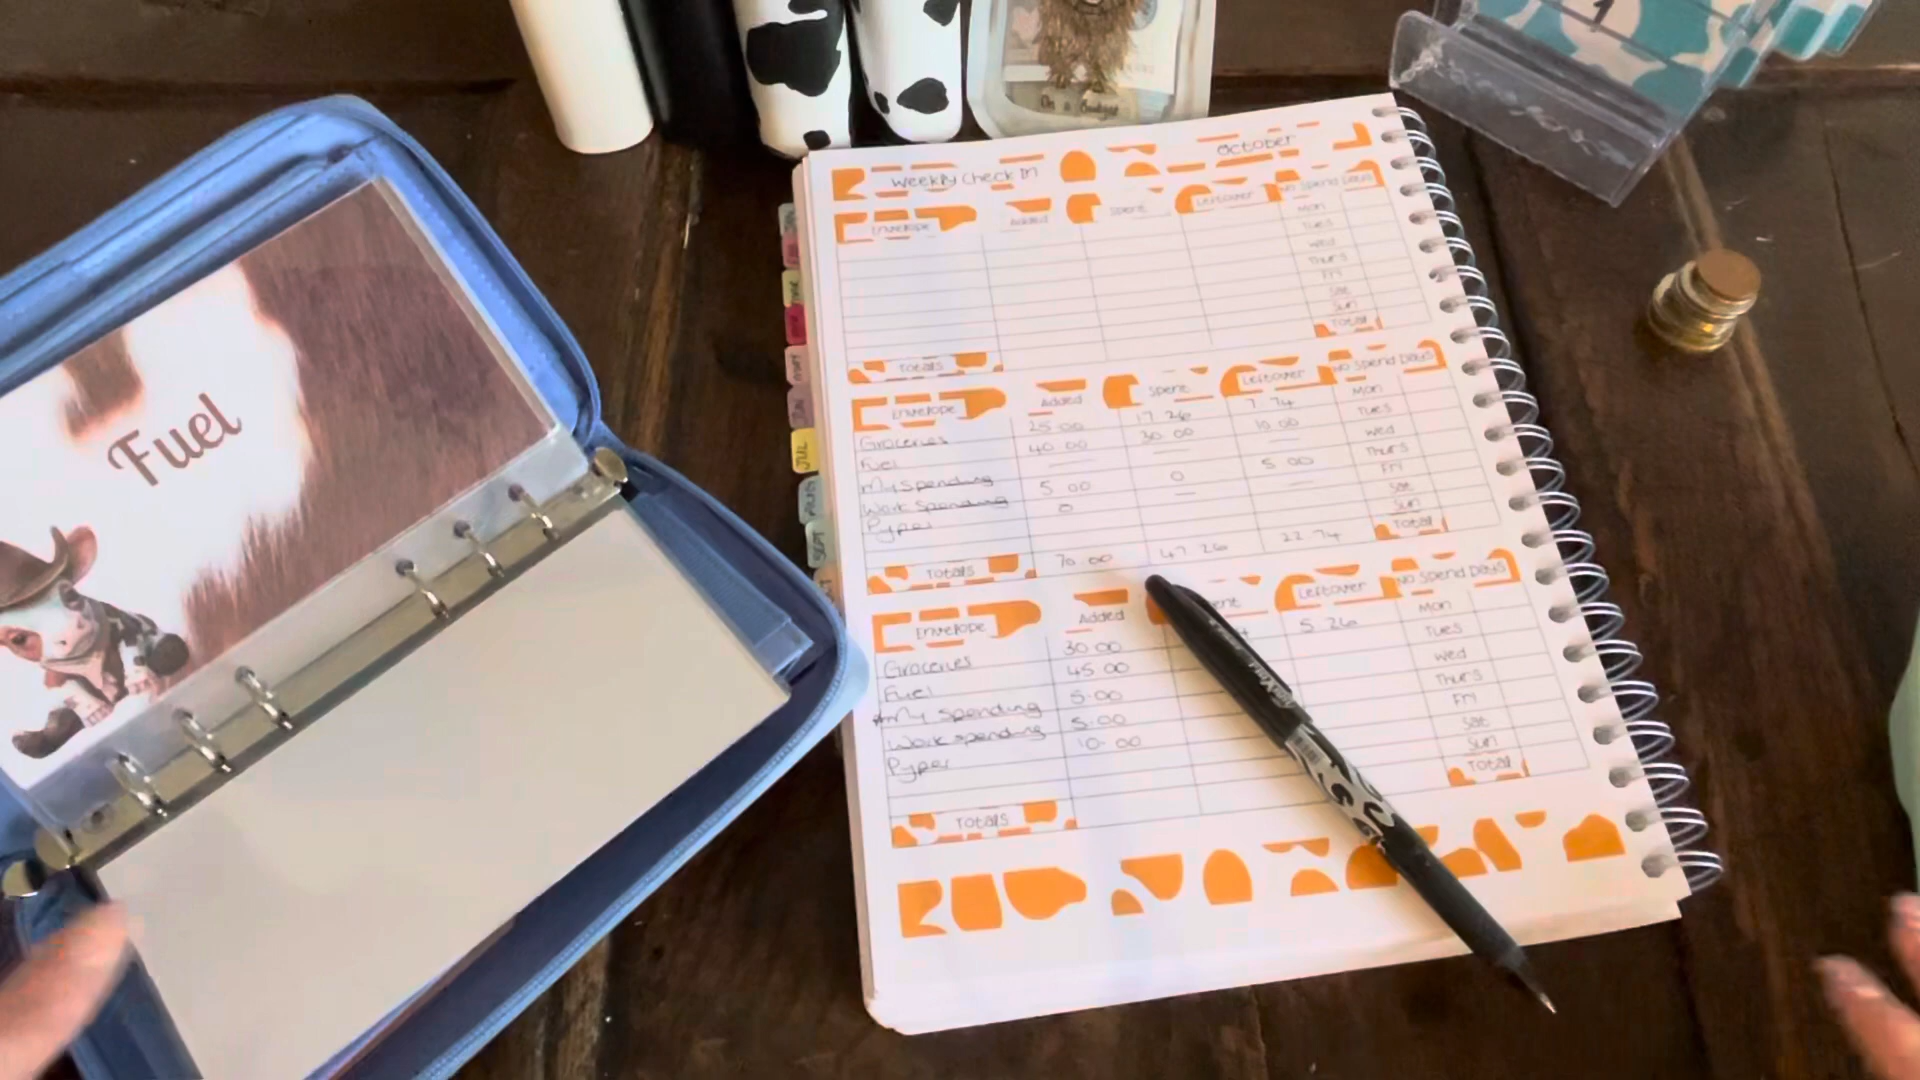 Fuel
1
On a Budget
JUL
SEPT
Weekly Check In October
Envelope Added Spent Leftover No Spend Days
Mon
Tues
Wed
Thurs
Fri
Sat
Sun
Total
Totals
Envelope Added Spent Leftover No Spend Days
Groceries 25.00 17.26 7.74 Mon
Fuel 40.00 30.00 10.00 Tues
My Spending — — — Wed
Work Spending 5.00 0 5.00 Thurs
Pyper 0 — — Fri
Sat
Sun
Total
Totals 70.00 47.26 22.74
Envelope Added Leftover No Spend Days
Groceries 30.00 5.26 Mon
Fuel 45.00 Tues
My Spending 5.00 Wed
Work Spending 5.00 Thurs
Pyper 10.00 Fri
Sat
Sun
Total
Totals